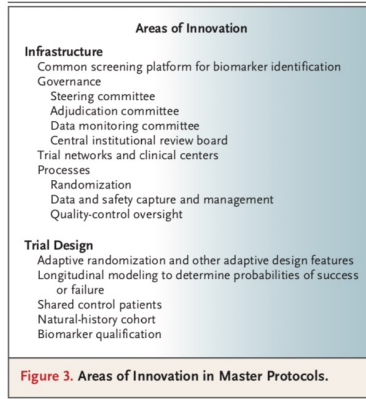 Areas of Innovation
Infrastructure
Common screening platform for biomarker identification
Governance
Steering committee
Adjudication committee
Data monitoring committee
Central institutional review board
Trial networks and clinical centers
Processes
Randomization
Data and safety capture and management
Quality-control oversight
Trial Design
Adaptive randomization and other adaptive design features
Longitudinal modeling to determine probabilities of success
or failure
Shared control patients
Natural-history cohort
Biomarker qualification
Figure 3. Areas of Innovation in Master Protocols.